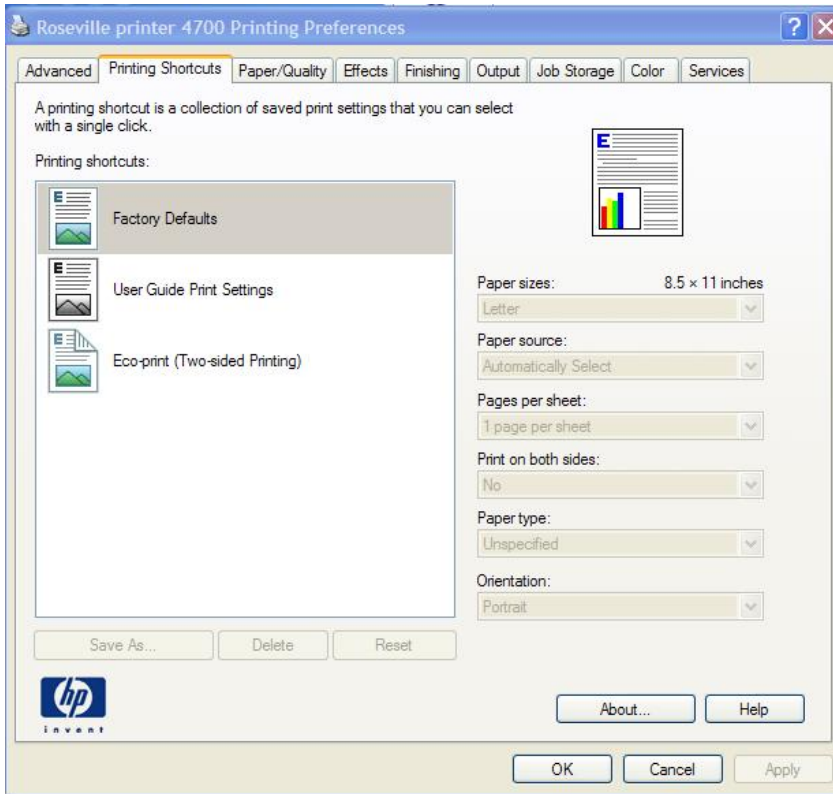 Roseville printer 4700 Printing Preferences
Advanced Printing Shortcuts Paper/Quality Effects Finishing Output Job Storage Color Services
A printing shortcut is a collection of saved print settings that you can select
with a single click.
Printing shortcuts:
E
Factory Defaults
E
User Guide Print Settings
E
Eco-print (Two-sided Printing)
E
Paper sizes: 8.5 × 11 inches
Letter
Paper source:
Automatically Select
Pages per sheet:
1 page per sheet
Print on both sides:
No
Paper type:
Unspecified
Orientation:
Portrait
Save As... Delete Reset
hp
invent
About... Help
OK Cancel Apply